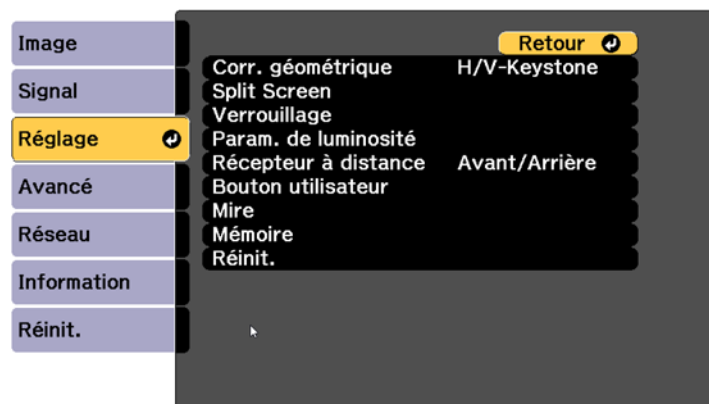 Image
Signal
Réglage
Avancé
Réseau
Information
Réinit.
Retour
Corr. géométrique H/V-Keystone
Split Screen
Verrouillage
Param. de luminosité
Récepteur à distance Avant/Arrière
Bouton utilisateur
Mire
Mémoire
Réinit.